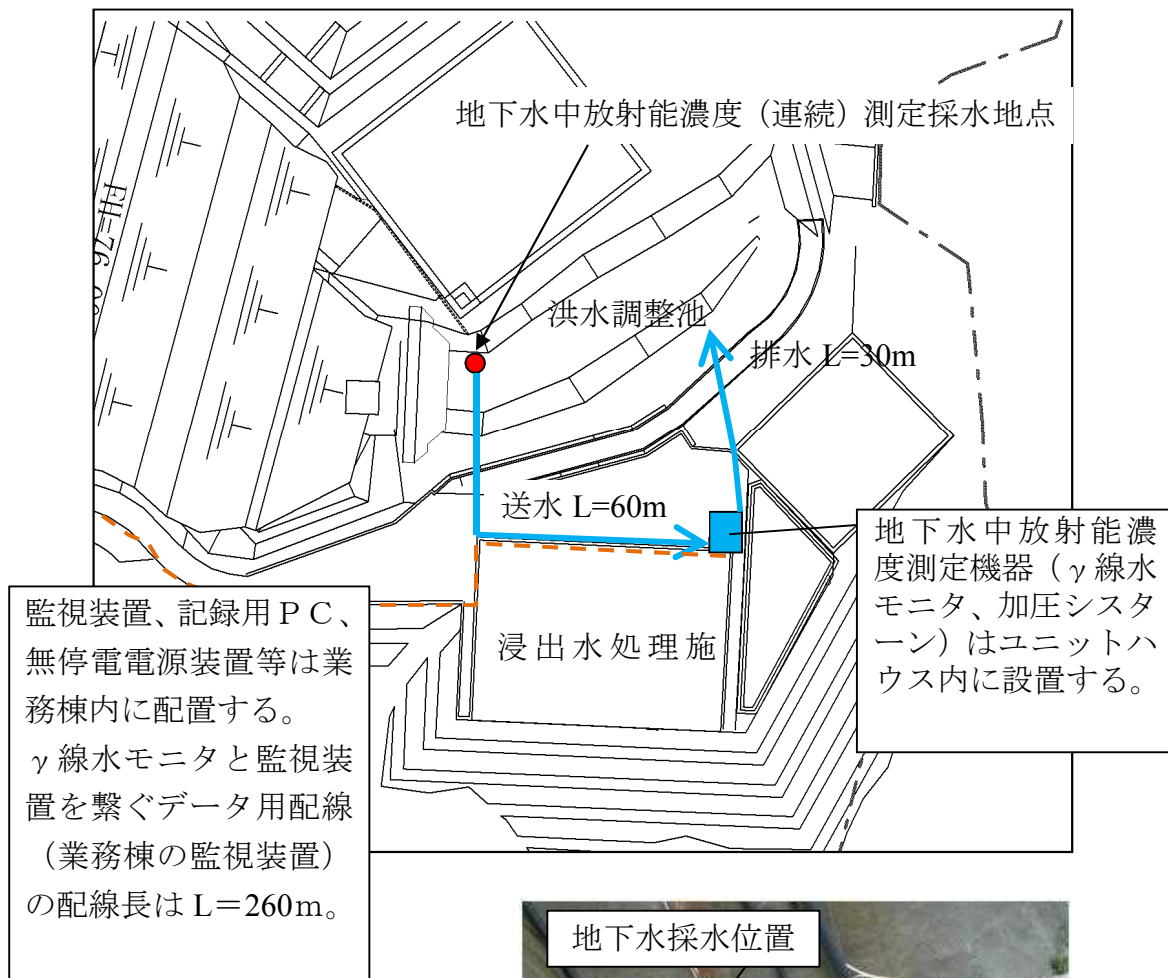 地下水中放射能濃度（連続）測定採水地点
洪水調整池
排水 L=30m
送水 L=60m
浸出水処理施
地下水中放射能濃
度測定機器（γ線水
モニタ、加圧システ
ーン）はユニットハ
ウス内に設置する。
監視装置、記録用ＰＣ、
無停電電源装置等は業
務棟内に配置する。
γ線水モニタと監視装
置を繋ぐデータ用配線
（業務棟の監視装置）
の配線長は L＝260ｍ。
地下水採水位置